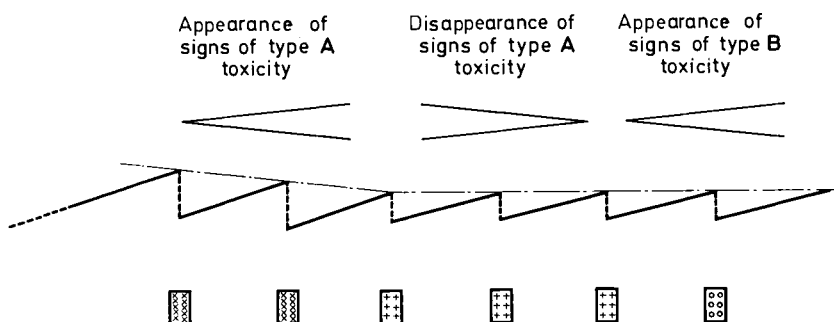 Appearance of
signs of type A
toxicity
Disappearance of
signs of type A
toxicity
Appearance of
signs of type B
toxicity